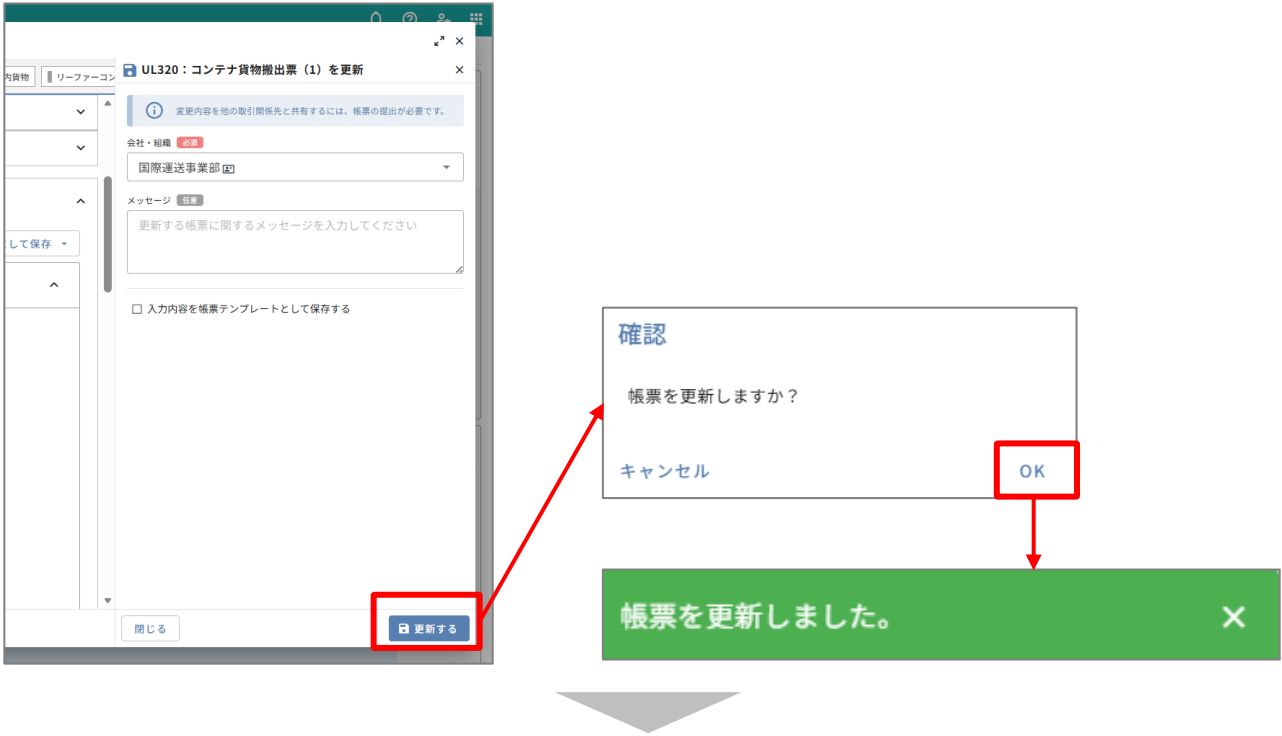 内貨物
リーファーコン
UL320：コンテナ貨物搬出票（1）を更新
変更内容を他の取引関係先と共有するには、帳票の提出が必要です。
会社・組織 必須
国際運送事業部
メッセージ 任意
更新する帳票に関するメッセージを入力してください
して保存
入力内容を帳票テンプレートとして保存する
閉じる
更新する
確認
帳票を更新しますか？
キャンセル
OK
帳票を更新しました。